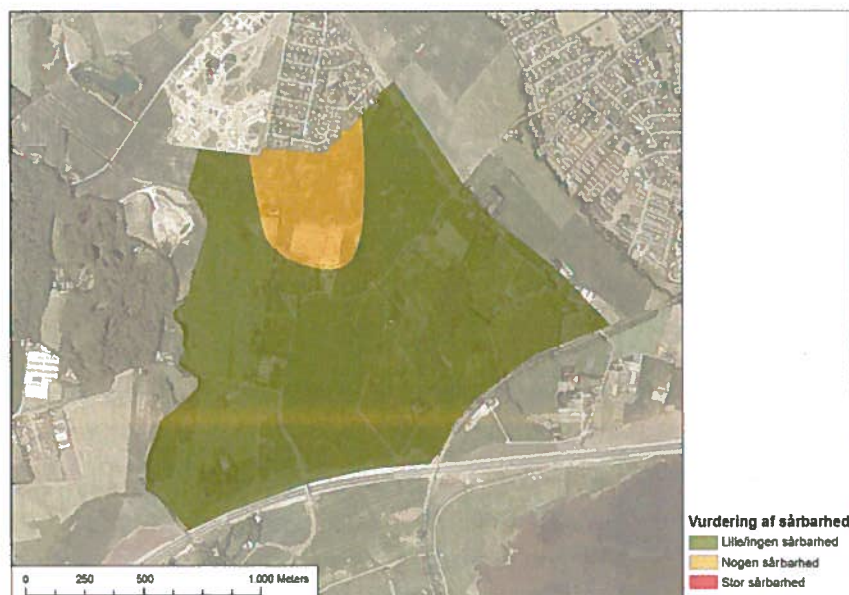 Vurdering af sårbarhed
Lille/ingen sårbarhed
Nogen sårbarhed
Stor sårbarhed
0 250 500 1.000 Meters